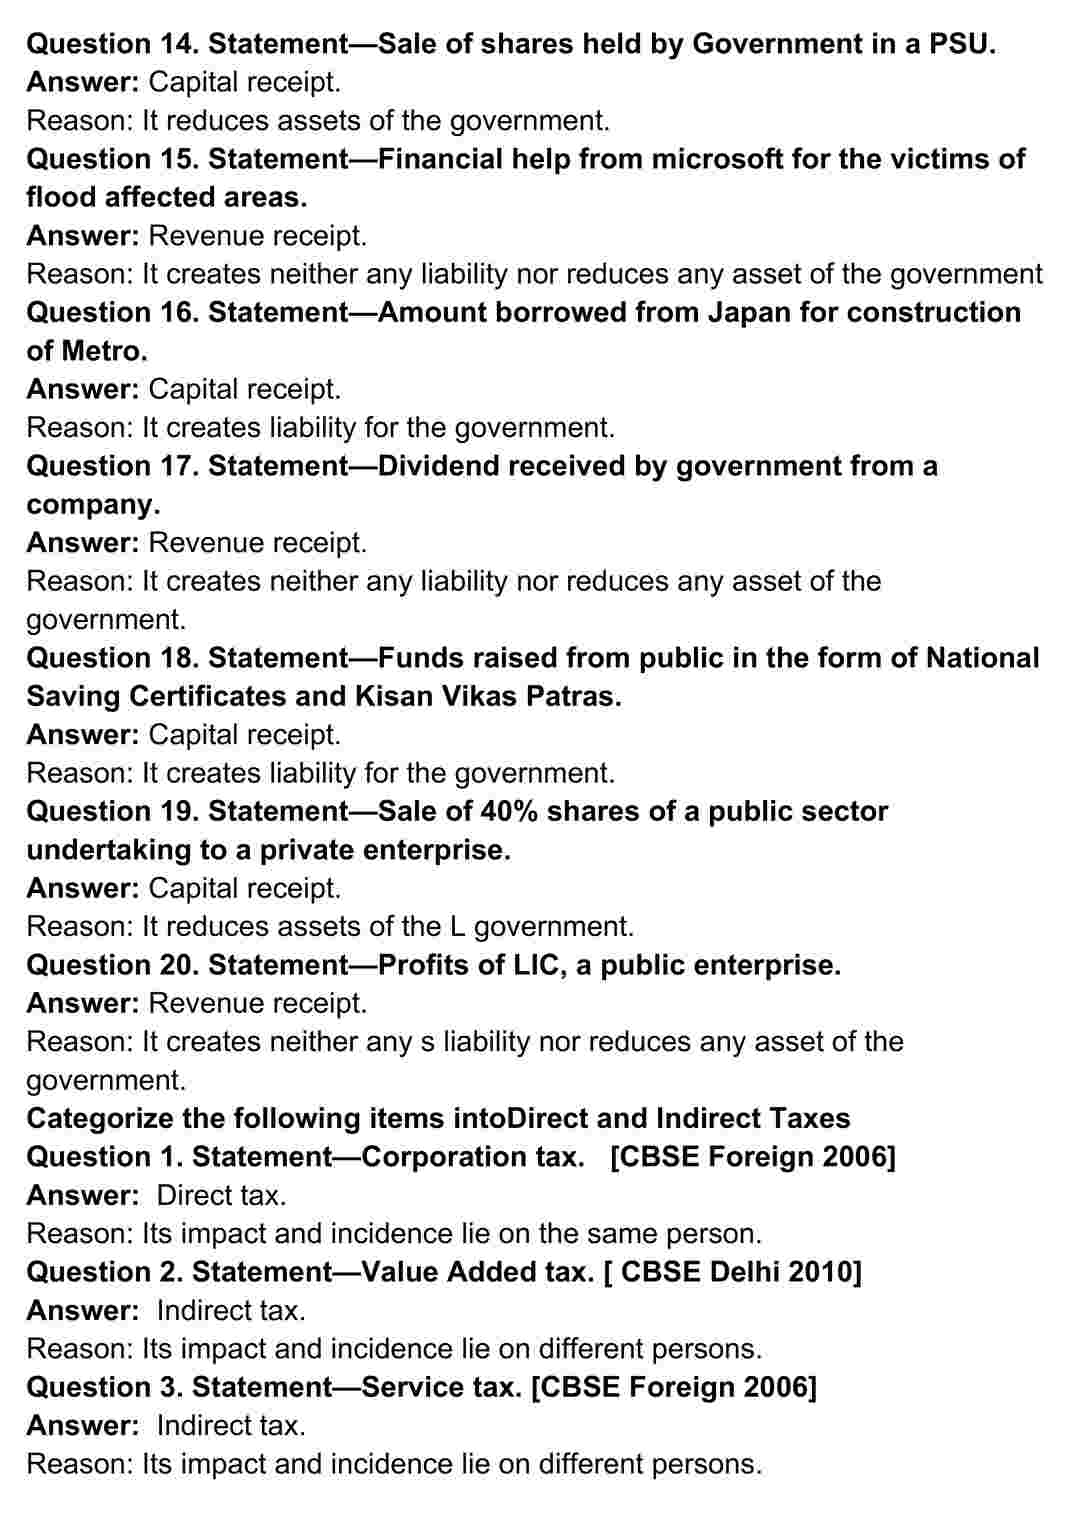 Question 14. Statement—Sale of shares held by Government in a PSU.
Answer: Capital receipt.
Reason: It reduces assets of the government.
Question 15. Statement—Financial help from microsoft for the victims of
flood affected areas.
Answer: Revenue receipt.
Reason: It creates neither any liability nor reduces any asset of the government
Question 16. Statement—Amount borrowed from Japan for construction
of Metro.
Answer: Capital receipt.
Reason: It creates liability for the government.
Question 17. Statement—Dividend received by government from a
company.
Answer: Revenue receipt.
Reason: It creates neither any liability nor reduces any asset of the
government.
Question 18. Statement—Funds raised from public in the form of National
Saving Certificates and Kisan Vikas Patras.
Answer: Capital receipt.
Reason: It creates liability for the government.
Question 19. Statement—Sale of 40% shares of a public sector
undertaking to a private enterprise.
Answer: Capital receipt.
Reason: It reduces assets of the L government.
Question 20. Statement—Profits of LIC, a public enterprise.
Answer: Revenue receipt.
Reason: It creates neither any s liability nor reduces any asset of the
government.
Categorize the following items intoDirect and Indirect Taxes
Question 1. Statement—Corporation tax.   [CBSE Foreign 2006]
Answer:  Direct tax.
Reason: Its impact and incidence lie on the same person.
Question 2. Statement—Value Added tax. [ CBSE Delhi 2010]
Answer:  Indirect tax.
Reason: Its impact and incidence lie on different persons.
Question 3. Statement—Service tax. [CBSE Foreign 2006]
Answer:  Indirect tax.
Reason: Its impact and incidence lie on different persons.